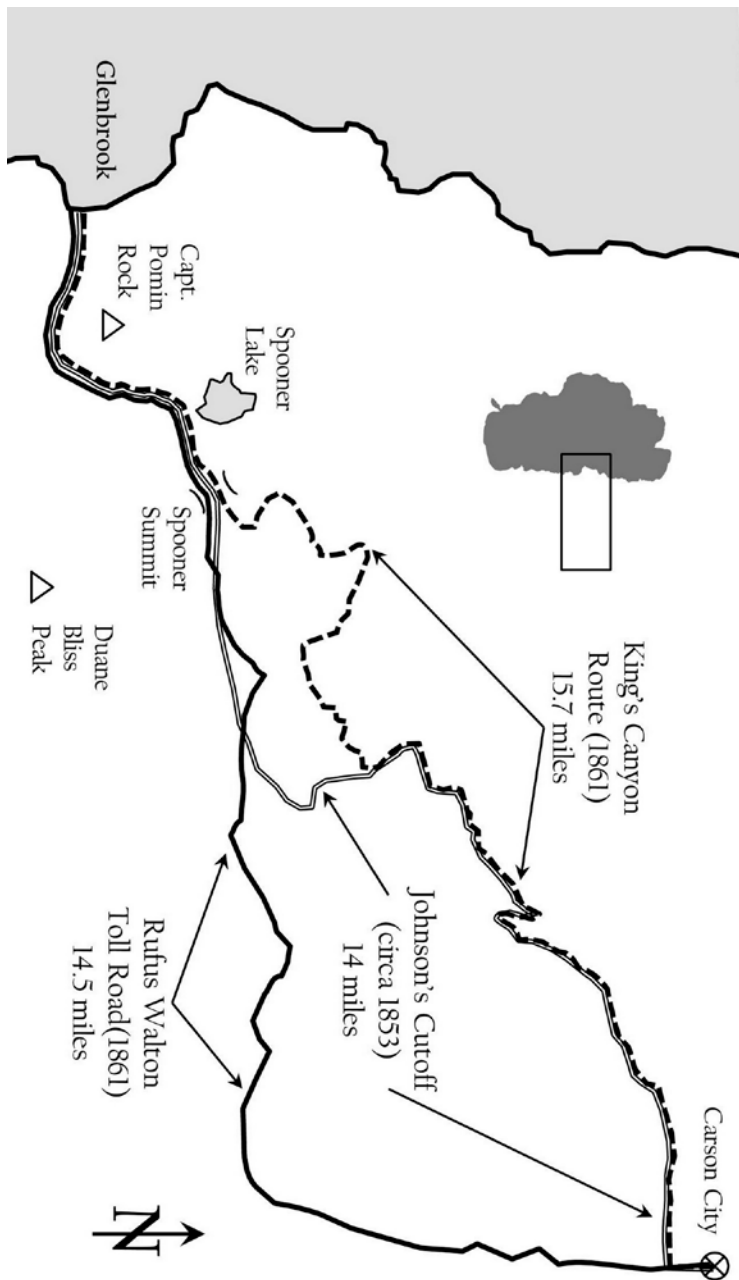 Glenbrook
Capt.
Pomin
Rock
Spooner
Lake
Spooner
Summit
Duane
Bliss
Peak
King's Canyon
Route (1861)
15.7 miles
Johnson's Cutoff
(circa 1853)
14 miles
Rufus Walton
Toll Road(1861)
14.5 miles
Carson City
N